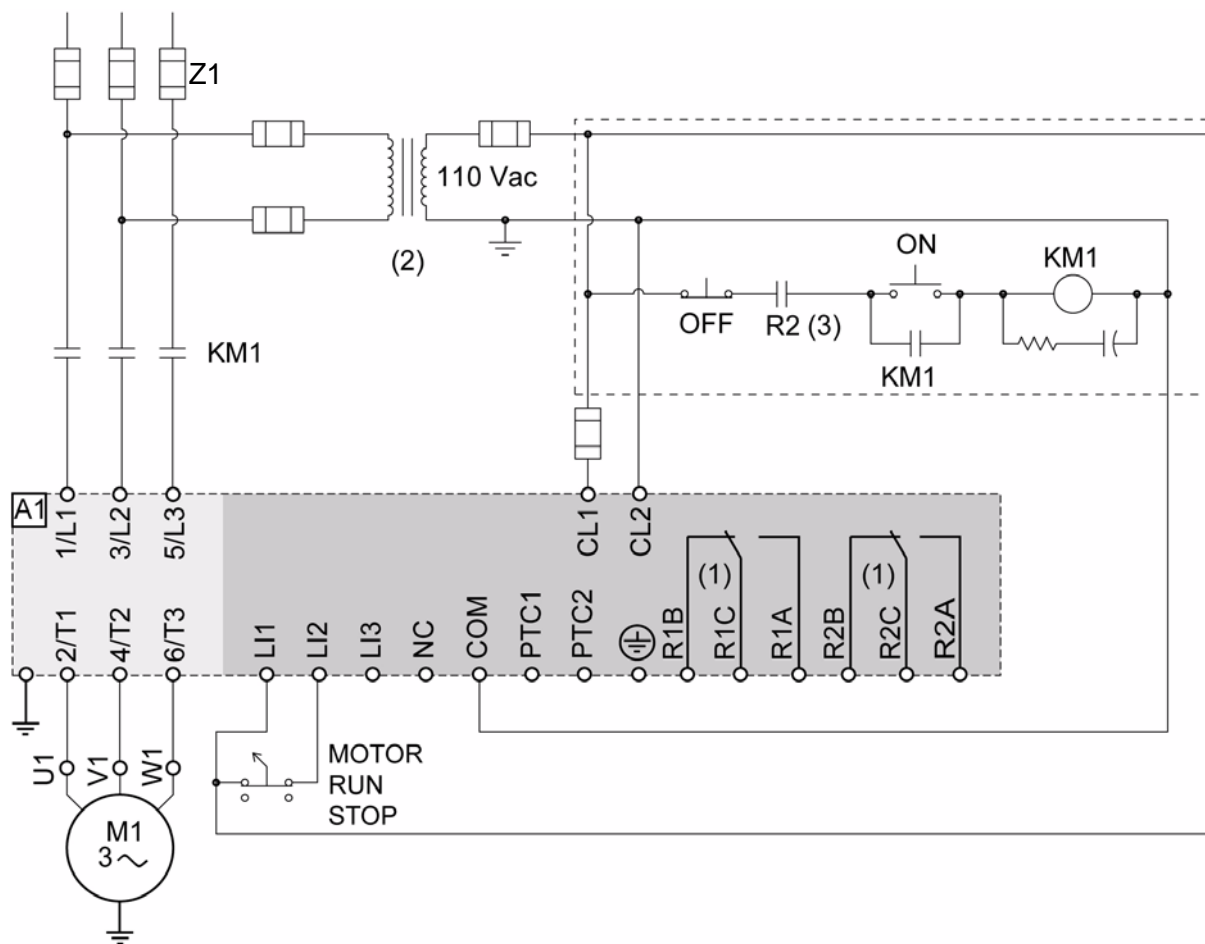 Z1
110 Vac
(2)
ON
KM1
OFF
R2 (3)
KM1
KM1
A1
1/L1
3/L2
5/L3
CL1
CL2
(1)
(1)
2/T1
4/T2
6/T3
LI1
LI2
LI3
NC
COM
PTC1
PTC2
R1B
R1C
R1A
R2B
R2C
R2A
U1
V1
W1
MOTOR
RUN
STOP
M1
3